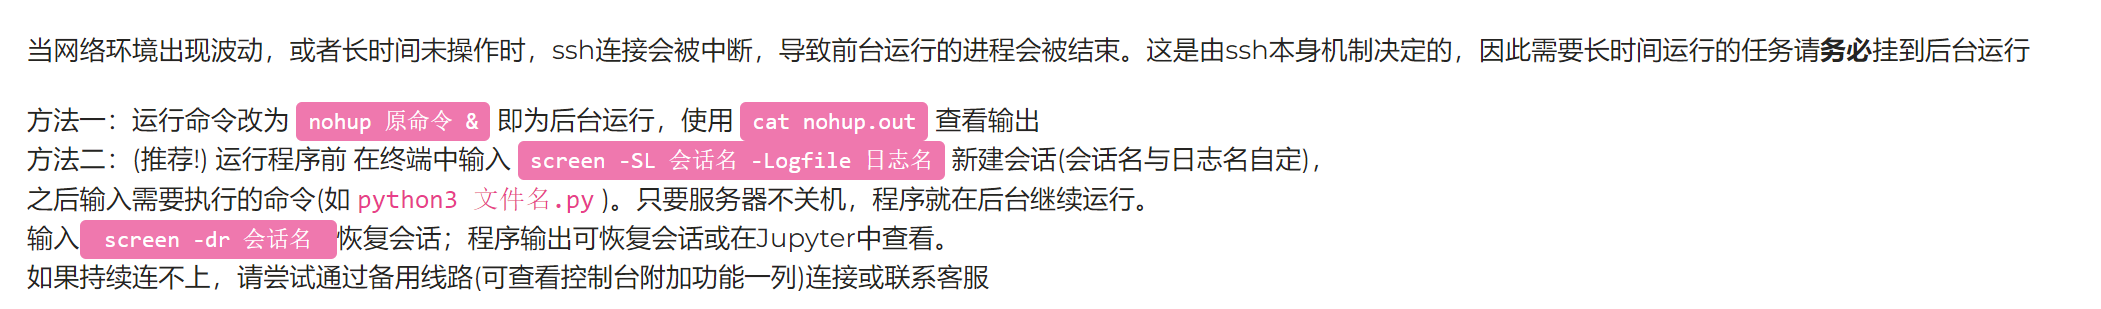 当网络环境出现波动，或者长时间未操作时，ssh连接会被中断，导致前台运行的进程会被结束。这是由ssh本身机制决定的，因此需要长时间运行的任务请务必挂到后台运行
方法一：运行命令改为 nohup 原命令 & 即为后台运行，使用 cat nohup.out 查看输出
方法二：(推荐!) 运行程序前 在终端中输入 screen -SL 会话名 -Logfile 日志名 新建会话(会话名与日志名自定)，
之后输入需要执行的命令(如 python3 文件名.py )。只要服务器不关机，程序就在后台继续运行。
输入 screen -dr 会话名 恢复会话；程序输出可恢复会话或在Jupyter中查看。
如果持续连不上，请尝试通过备用线路(可查看控制台附加功能一列)连接或联系客服